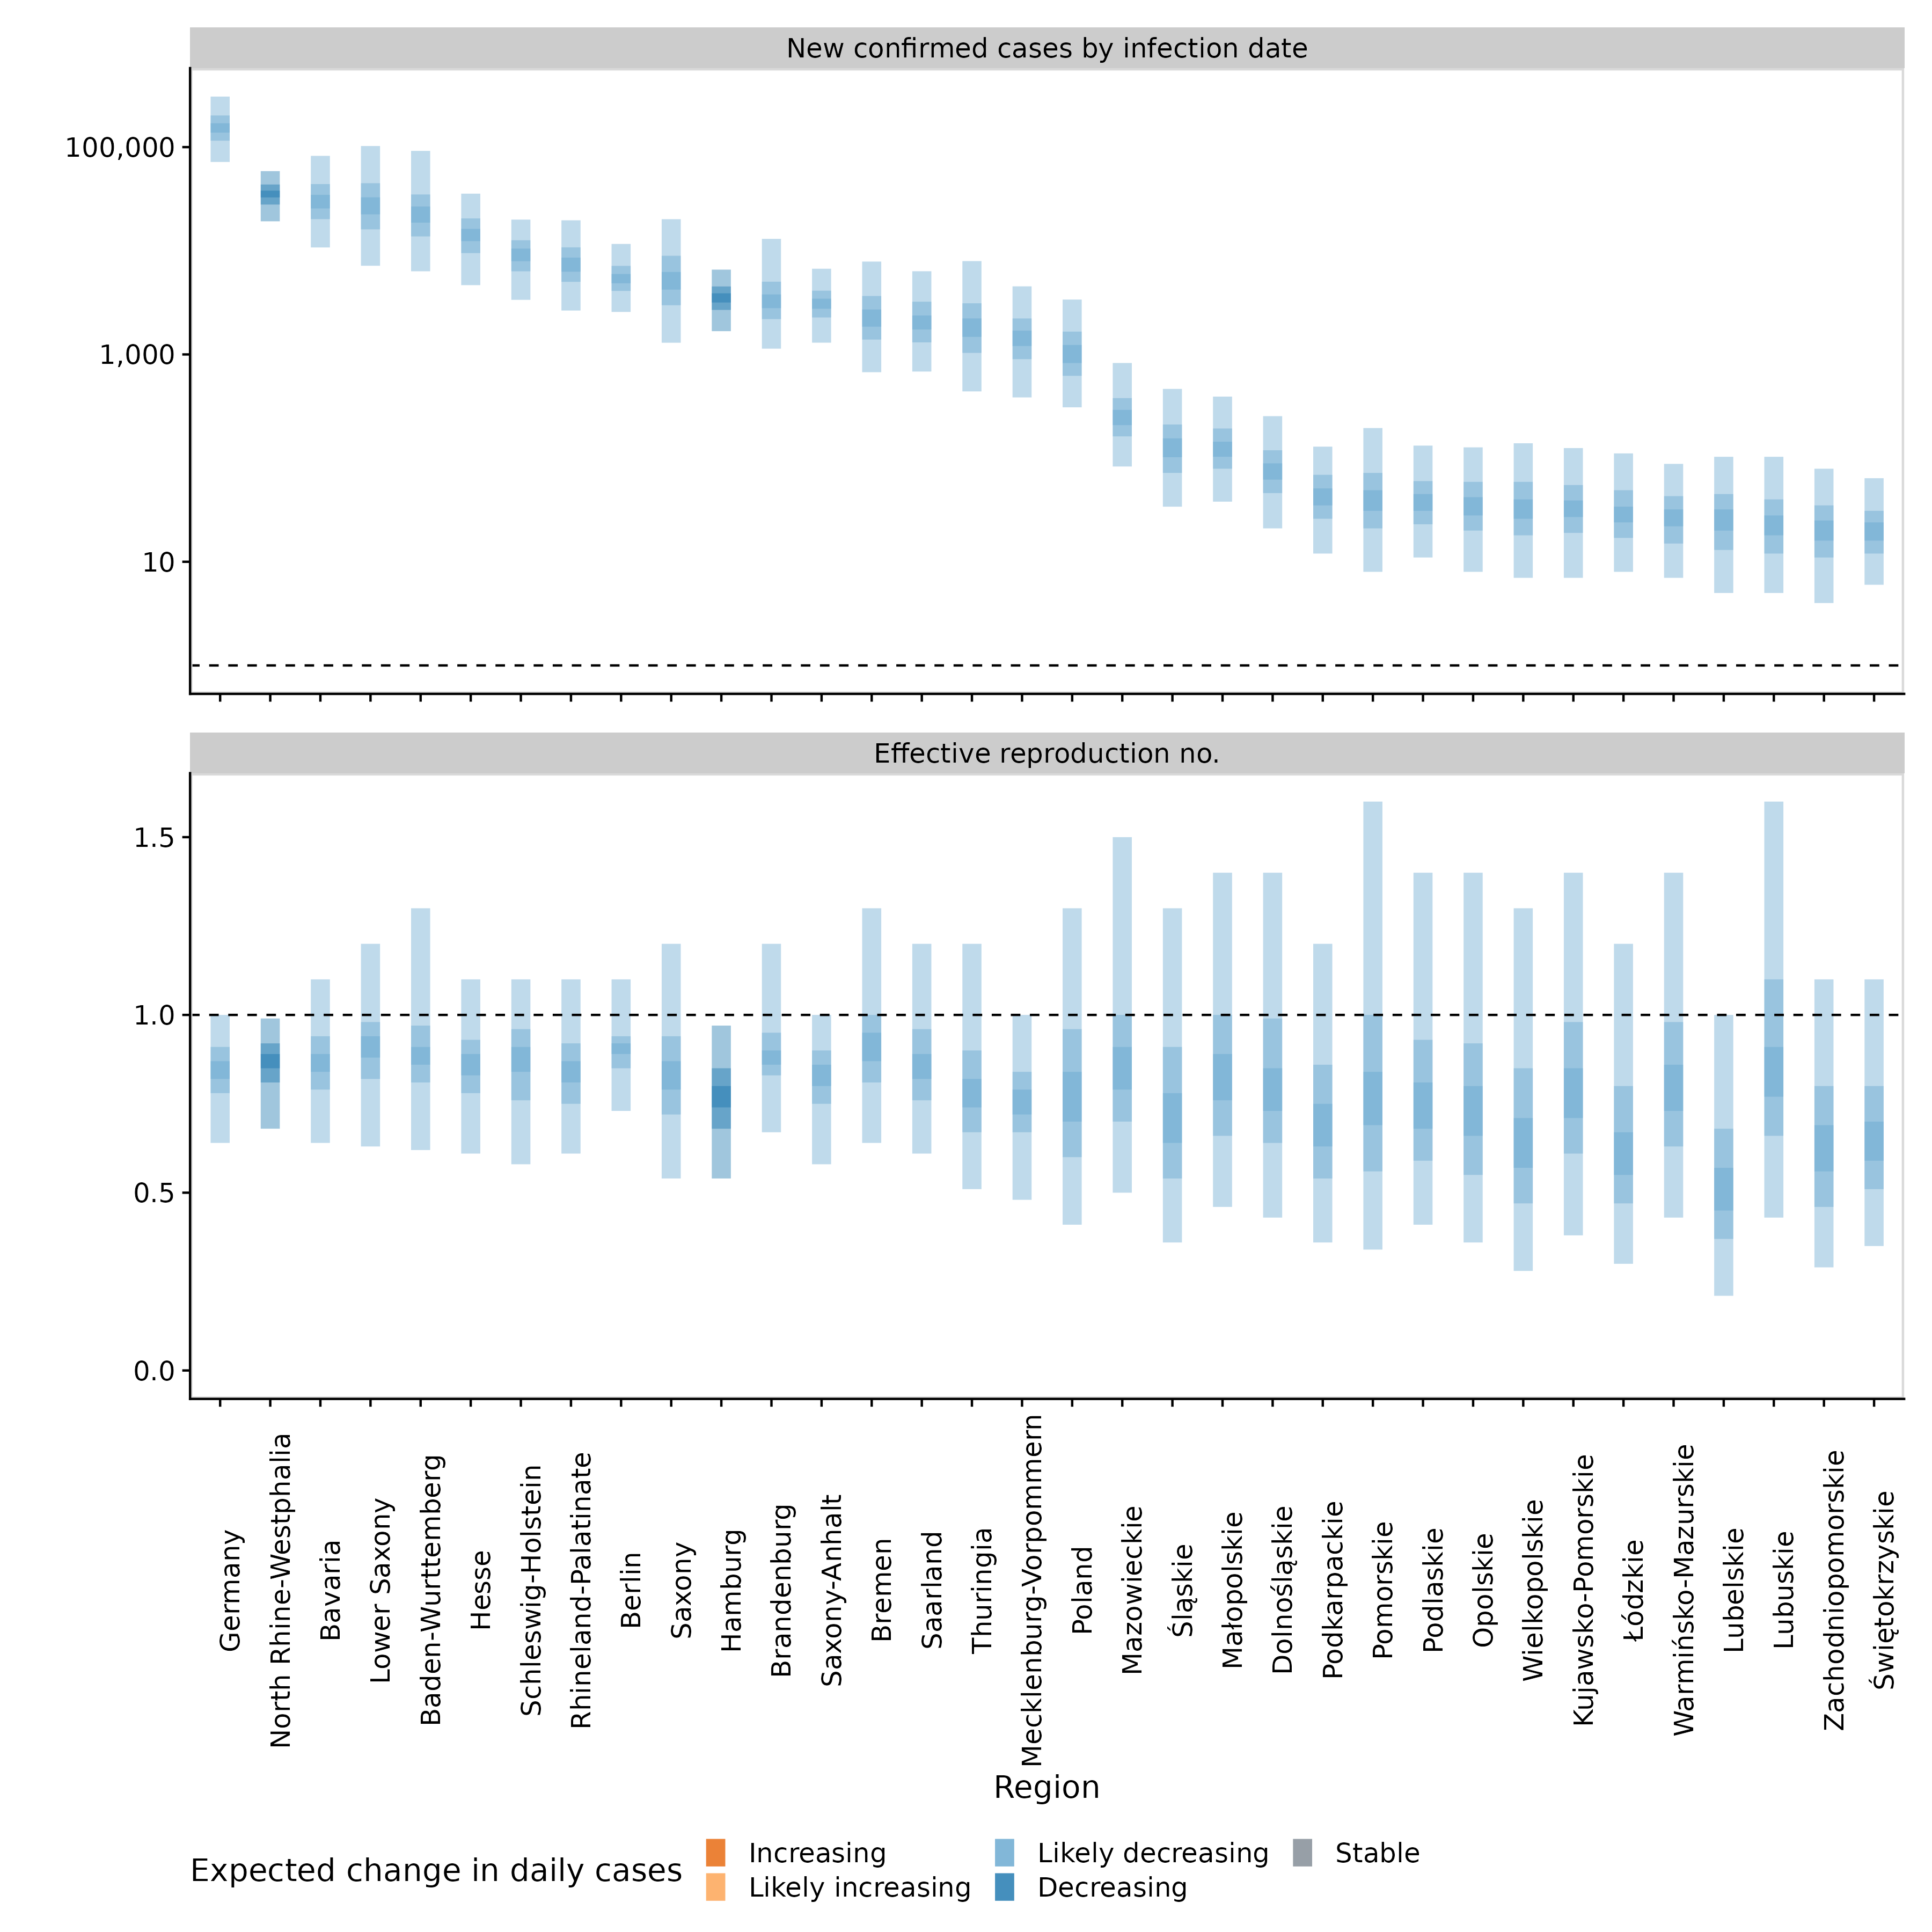 New confirmed cases by infection date
100,000
1,000
10
Effective reproduction no.
1.5
1.0
0.5
0.0
Germany
North Rhine-Westphalia
Bavaria
Lower Saxony
Baden-Wurttemberg
Hesse
Schleswig-Holstein
Rhineland-Palatinate
Berlin
Saxony
Hamburg
Brandenburg
Saxony-Anhalt
Bremen
Saarland
Thuringia
Mecklenburg-Vorpommern
Poland
Mazowieckie
Śląskie
Małopolskie
Dolnośląskie
Podkarpackie
Pomorskie
Podlaskie
Opolskie
Wielkopolskie
Kujawsko-Pomorskie
Łódzkie
Warmińsko-Mazurskie
Lubelskie
Lubuskie
Zachodniopomorskie
Świętokrzyskie
Region
Expected change in daily cases
Increasing
Likely increasing
Likely decreasing
Decreasing
Stable